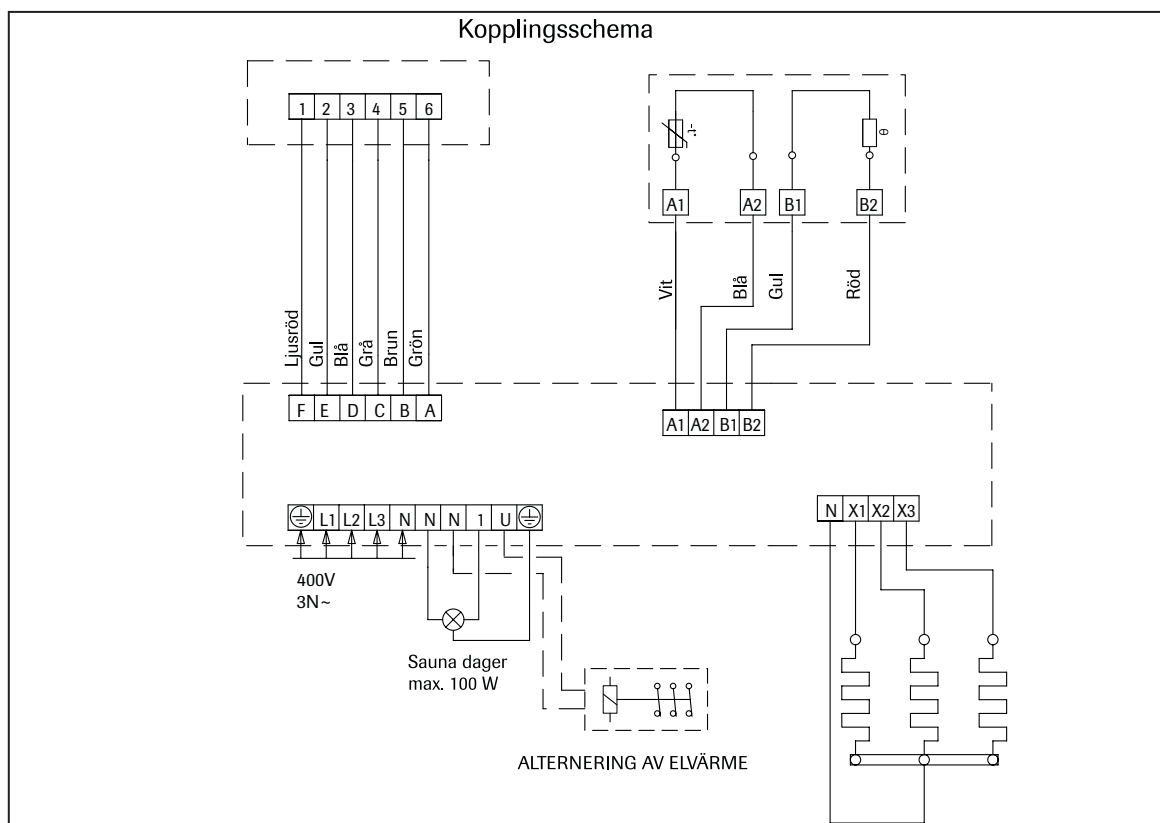 Kopplingsschema
1 2 3 4 5 6
-t°
θ
A1 A2 B1 B2
Ljusröd
Gul
Blå
Grå
Brun
Grön
Vit
Blå
Gul
Röd
F E D C B A
A1 A2 B1 B2
L1 L2 L3 N N N 1 U
N X1 X2 X3
400V
3N~
Sauna dager
max. 100 W
ALTERNERING AV ELVÄRME